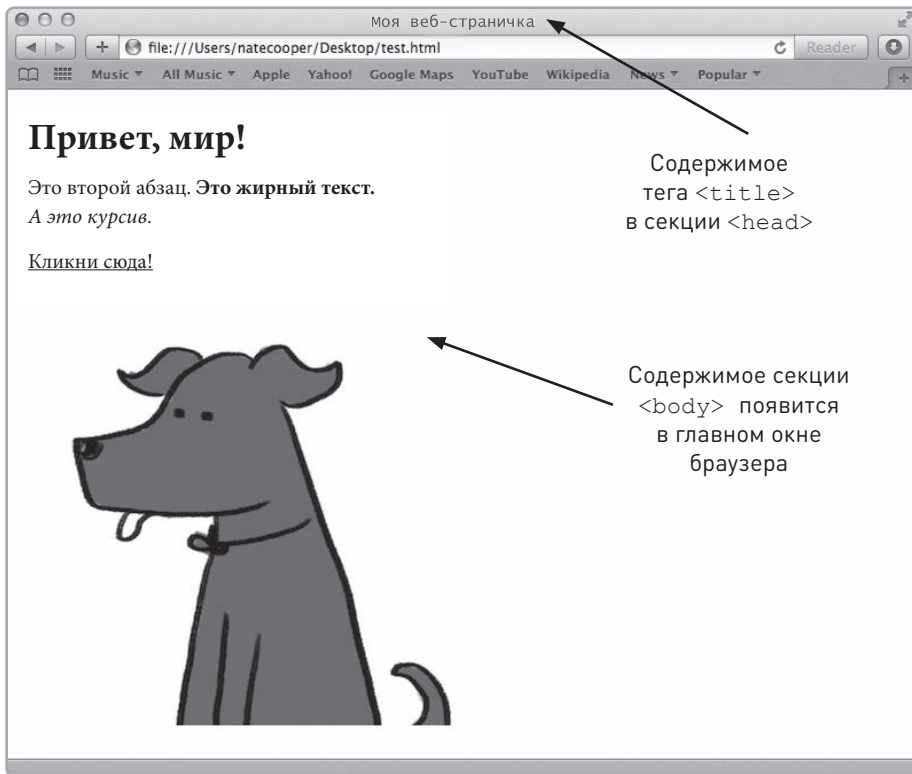 Моя веб-страничка
file:///Users/natecooper/Desktop/test.html
Reader
Music All Music Apple Yahoo! Google Maps YouTube Wikipedia News Popular
Привет, мир!
Это второй абзац. Это жирный текст.
А это курсив.
Кликни сюда!
Содержимое
тега <title>
в секции <head>
Содержимое секции
<body> появится
в главном окне
браузера